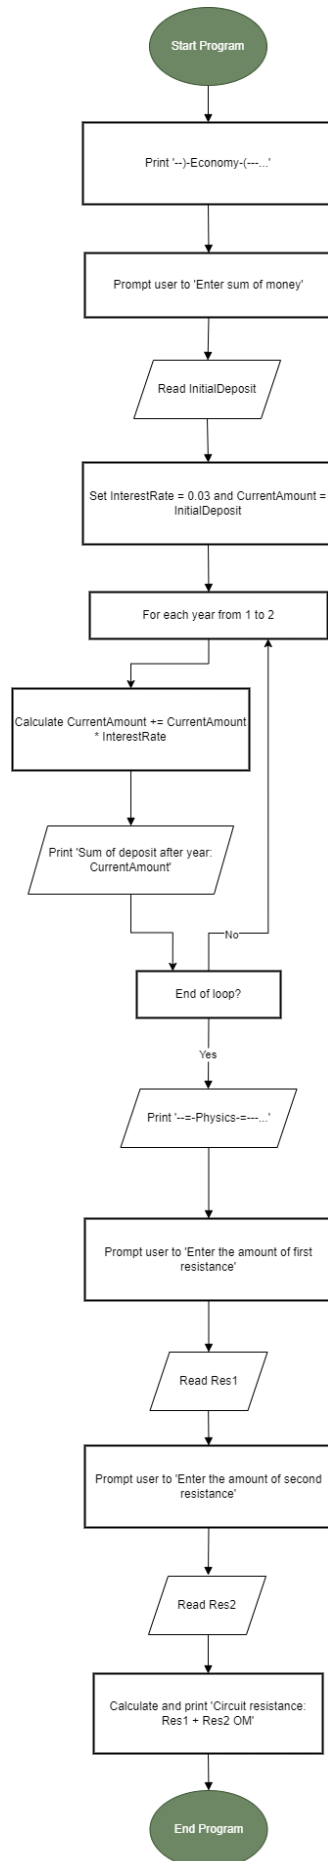 Start Program
Print '--)-Economy-(---...'
Prompt user to 'Enter sum of money'
Read InitialDeposit
Set InterestRate = 0.03 and CurrentAmount =
InitialDeposit
For each year from 1 to 2
Calculate CurrentAmount += CurrentAmount
* InterestRate
Print 'Sum of deposit after year:
CurrentAmount'
No
End of loop?
Yes
Print '--=-Physics-=---...'
Prompt user to 'Enter the amount of first
resistance'
Read Res1
Prompt user to 'Enter the amount of second
resistance'
Read Res2
Calculate and print 'Circuit resistance:
Res1 + Res2 OM'
End Program